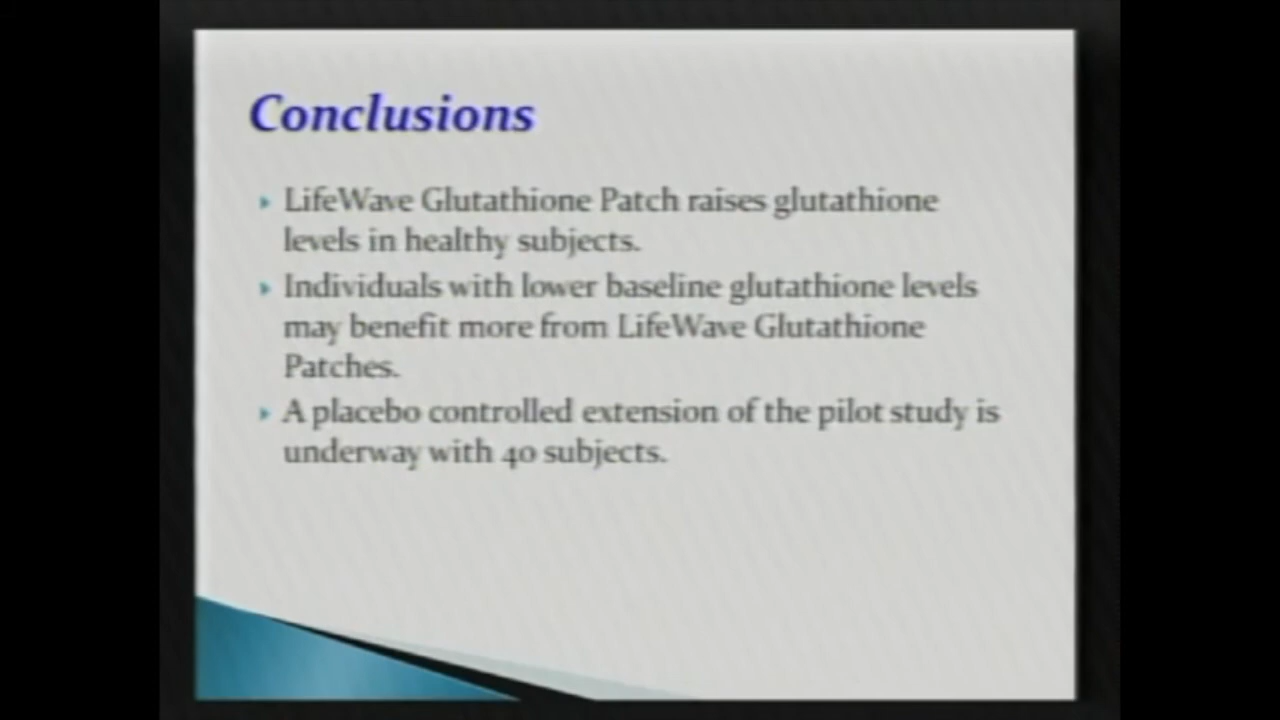 Conclusions
LifeWave Glutathione Patch raises glutathione
levels in healthy subjects.
Individuals with lower baseline glutathione levels
may benefit more from LifeWave Glutathione
Patches.
A placebo controlled extension of the pilot study is
underway with 40 subjects.